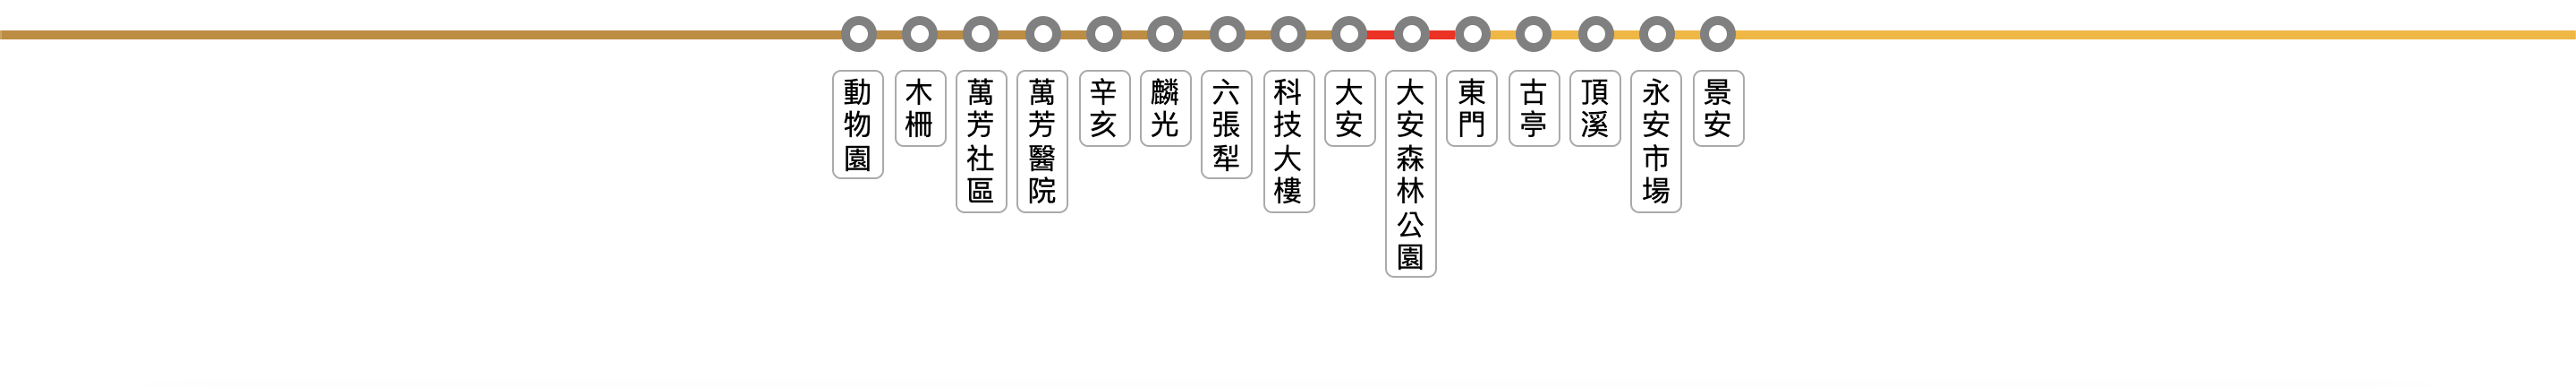 動物園
木柵
萬芳社區
萬芳醫院
辛亥
麟光
六張犁
科技大樓
大安
大安森林公園
東門
古亭
頂溪
永安市場
景安